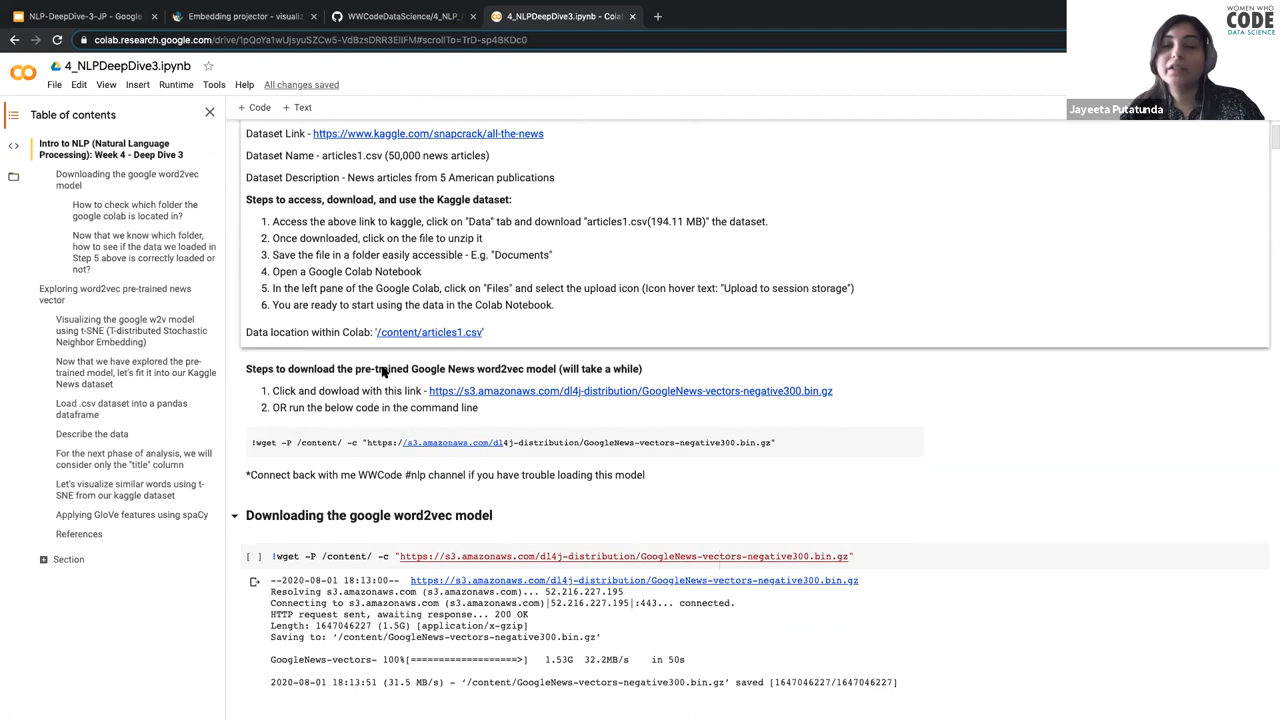 NLP-DeepDive-3-JP - Google
Embedding projector - visualiz
WWCodeDataScience/4_NLP_
4_NLPDeepDive3.ipynb - Colab
colab.research.google.com/drive/1pQoYa1wUjsyuSZCw5-VdBzsDRR3ElIFM#scrollTo=TrD-sp4BKDc0
WOMEN WHO
CODE
DATA SCIENCE
Jayeeta Putatunda
4_NLPDeepDive3.ipynb
File Edit View Insert Runtime Tools Help All changes saved
Table of contents
Intro to NLP (Natural Language
Processing): Week 4 - Deep Dive 3
Downloading the google word2vec
model
How to check which folder the
google colab is located in?
Now that we know which folder,
how to see if the data we loaded in
Step 5 above is correctly loaded or
not?
Exploring word2vec pre-trained news
vector
Visualizing the google w2v model
using t-SNE (T-distributed Stochastic
Neighbor Embedding)
Now that we have explored the pre-
trained model, let's fit it into our Kaggle
News dataset
Load .csv dataset into a pandas
dataframe
Describe the data
For the next phase of analysis, we will
consider only the "title" column
Let's visualize similar words using t-
SNE from our kaggle dataset
Applying GloVe features using spaCy
References
Section
+ Code + Text
Dataset Link - https://www.kaggle.com/snapcrack/all-the-news
Dataset Name - articles1.csv (50,000 news articles)
Dataset Description - News articles from 5 American publications
Steps to access, download, and use the Kaggle dataset:
1. Access the above link to kaggle, click on "Data" tab and download "articles1.csv(194.11 MB)" the dataset.
2. Once downloaded, click on the file to unzip it
3. Save the file in a folder easily accessible - E.g. "Documents"
4. Open a Google Colab Notebook
5. In the left pane of the Google Colab, click on "Files" and select the upload icon (Icon hover text: "Upload to session storage")
6. You are ready to start using the data in the Colab Notebook.
Data location within Colab: '/content/articles1.csv'
Steps to download the pre-trained Google News word2vec model (will take a while)
1. Click and dowload with this link - https://s3.amazonaws.com/dl4j-distribution/GoogleNews-vectors-negative300.bin.gz
2. OR run the below code in the command line
!wget -P /content/ -c "https:/​/s3.amazonaws.com/dl4j-distribution/GoogleNews-vectors-negative300.bin.gz"
*Connect back with me WWCode #nlp channel if you have trouble loading this model
Downloading the google word2vec model
[ ] !wget -P /content/ -c "https://s3.amazonaws.com/dl4j-distribution/GoogleNews-vectors-negative300.bin.gz"
--2020-08-01 18:13:00-- https://s3.amazonaws.com/dl4j-distribution/GoogleNews-vectors-negative300.bin.gz
Resolving s3.amazonaws.com (s3.amazonaws.com)... 52.216.227.195
Connecting to s3.amazonaws.com (s3.amazonaws.com)|52.216.227.195|:443... connected.
HTTP request sent, awaiting response... 200 OK
Length: 1647046227 (1.5G) [application/x-gzip]
Saving to: ‘/content/GoogleNews-vectors-negative300.bin.gz’
GoogleNews-vectors- 100%[===================>] 1.53G 32.2MB/s in 50s
2020-08-01 18:13:51 (31.5 MB/s) - ‘/content/GoogleNews-vectors-negative300.bin.gz’ saved [1647046227/1647046227]